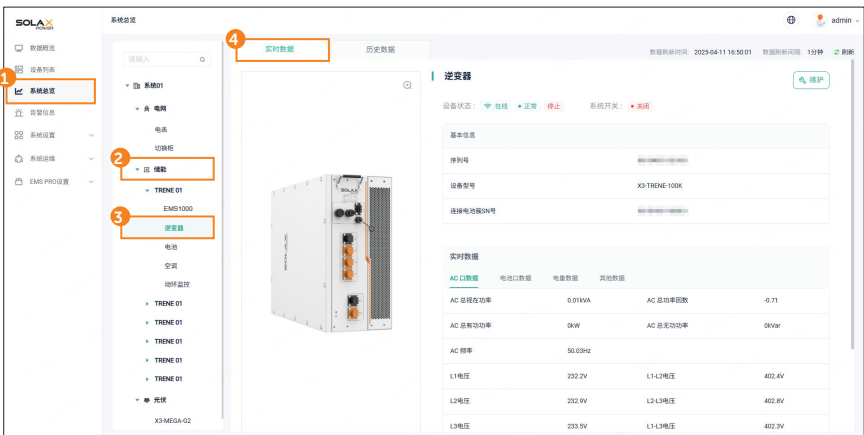 SOLAX
POWER
系统总览
admin
数据概览
设备列表
1
系统总览
告警信息
系统设置
系统运维
EMS PRO设置
请输入
系统01
电网
电表
切换柜
2
储能
TRENE 01
EMS1000
3
逆变器
电池
空调
动环监控
TRENE 01
TRENE 01
TRENE 01
TRENE 01
TRENE 01
光伏
X3-MEGA-G2
4
实时数据 历史数据
数据刷新时间: 2025-04-11 16:50:01 数据刷新间隔: 1分钟 刷新
SOLAX
SOLAX
逆变器 维护
设备状态: 在线 正常 停止 系统开关: 关闭
基本信息
序列号
设备型号 X3-TRENE-100K
连接电池簇SN号
实时数据
AC 口数据 电池口数据 电量数据 其他数据
AC 总视在功率 0.01kVA AC 总功率因数 -0.71
AC 总有功功率 0kW AC 总无功功率 0kVar
AC 频率 50.03Hz
L1电压 232.2V L1-L2电压 402.4V
L2电压 232.9V L2-L3电压 402.8V
L3电压 233.5V L1-L3电压 402.3V